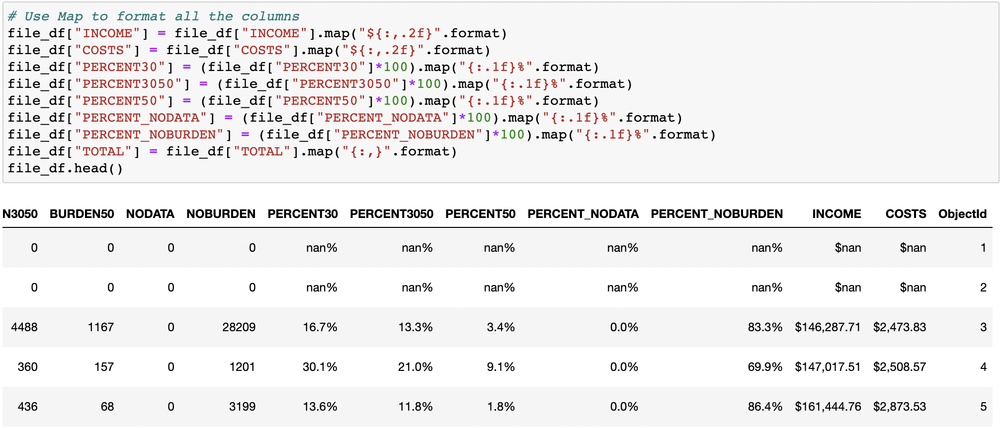 # Use Map to format all the columns
file_df["INCOME"] = file_df["INCOME"].map("${:,.2f}".format)
file_df["COSTS"] = file_df["COSTS"].map("${:,.2f}".format)
file_df["PERCENT30"] = (file_df["PERCENT30"]*100).map("{:.1f}%".format)
file_df["PERCENT3050"] = (file_df["PERCENT3050"]*100).map("{:.1f}%".format)
file_df["PERCENT50"] = (file_df["PERCENT50"]*100).map("{:.1f}%".format)
file_df["PERCENT_NODATA"] = (file_df["PERCENT_NODATA"]*100).map("{:.1f}%".format)
file_df["PERCENT_NOBURDEN"] = (file_df["PERCENT_NOBURDEN"]*100).map("{:.1f}%".format)
file_df["TOTAL"] = file_df["TOTAL"].map("{:,}".format)
file_df.head()
N3050 BURDEN50 NODATA NOBURDEN PERCENT30 PERCENT3050 PERCENT50 PERCENT_NODATA PERCENT_NOBURDEN INCOME COSTS ObjectId
0 0 0 0 nan% nan% nan% nan% nan% $nan $nan 1
0 0 0 0 nan% nan% nan% nan% nan% $nan $nan 2
4488 1167 0 28209 16.7% 13.3% 3.4% 0.0% 83.3% $146,287.71 $2,473.83 3
360 157 0 1201 30.1% 21.0% 9.1% 0.0% 69.9% $147,017.51 $2,508.57 4
436 68 0 3199 13.6% 11.8% 1.8% 0.0% 86.4% $161,444.76 $2,873.53 5